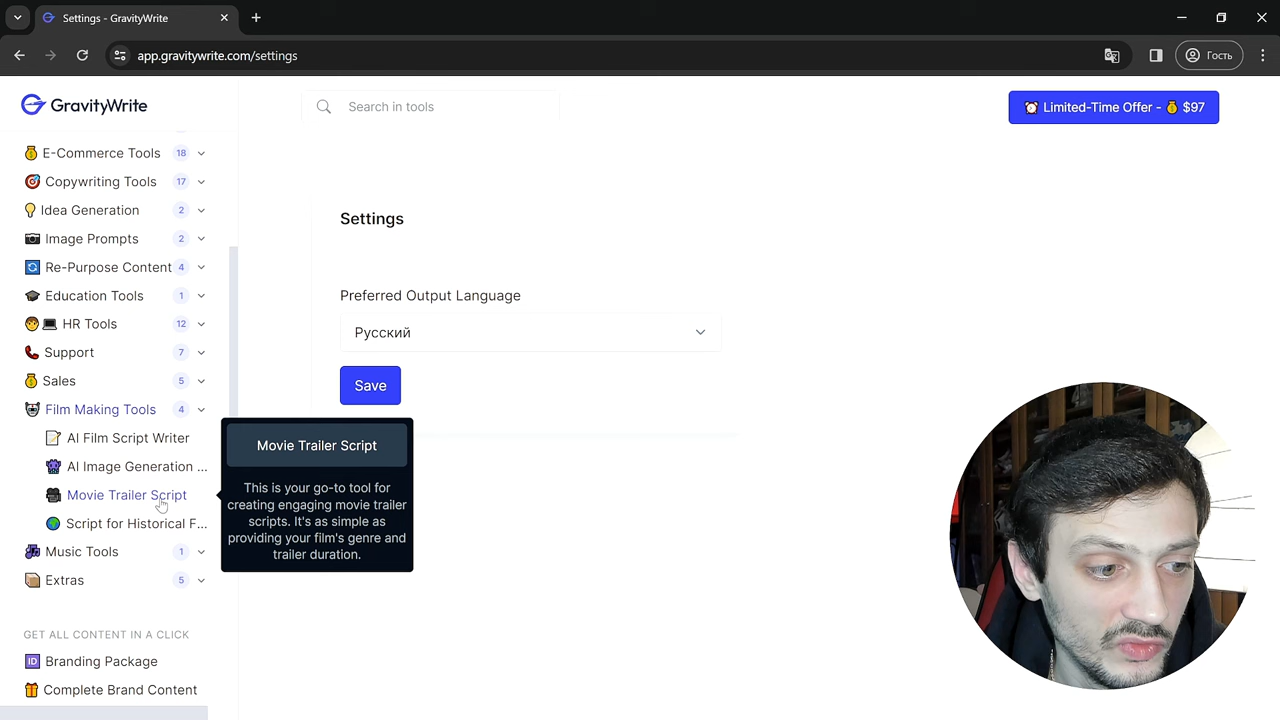 Settings - GravityWrite
app.gravitywrite.com/settings
Гость
GravityWrite
Search in tools
Limited-Time Offer - 💰 $97
E-Commerce Tools 18
Copywriting Tools 17
Idea Generation 2
Image Prompts 2
Re-Purpose Content 4
Education Tools 1
HR Tools 12
Support 7
Sales 5
Film Making Tools 4
AI Film Script Writer
AI Image Generation ...
Movie Trailer Script
Script for Historical F...
Music Tools 1
Extras 5
GET ALL CONTENT IN A CLICK
Branding Package
Complete Brand Content
Settings
Preferred Output Language
Русский
Save
Movie Trailer Script
This is your go-to tool for
creating engaging movie trailer
scripts. It's as simple as
providing your film's genre and
trailer duration.